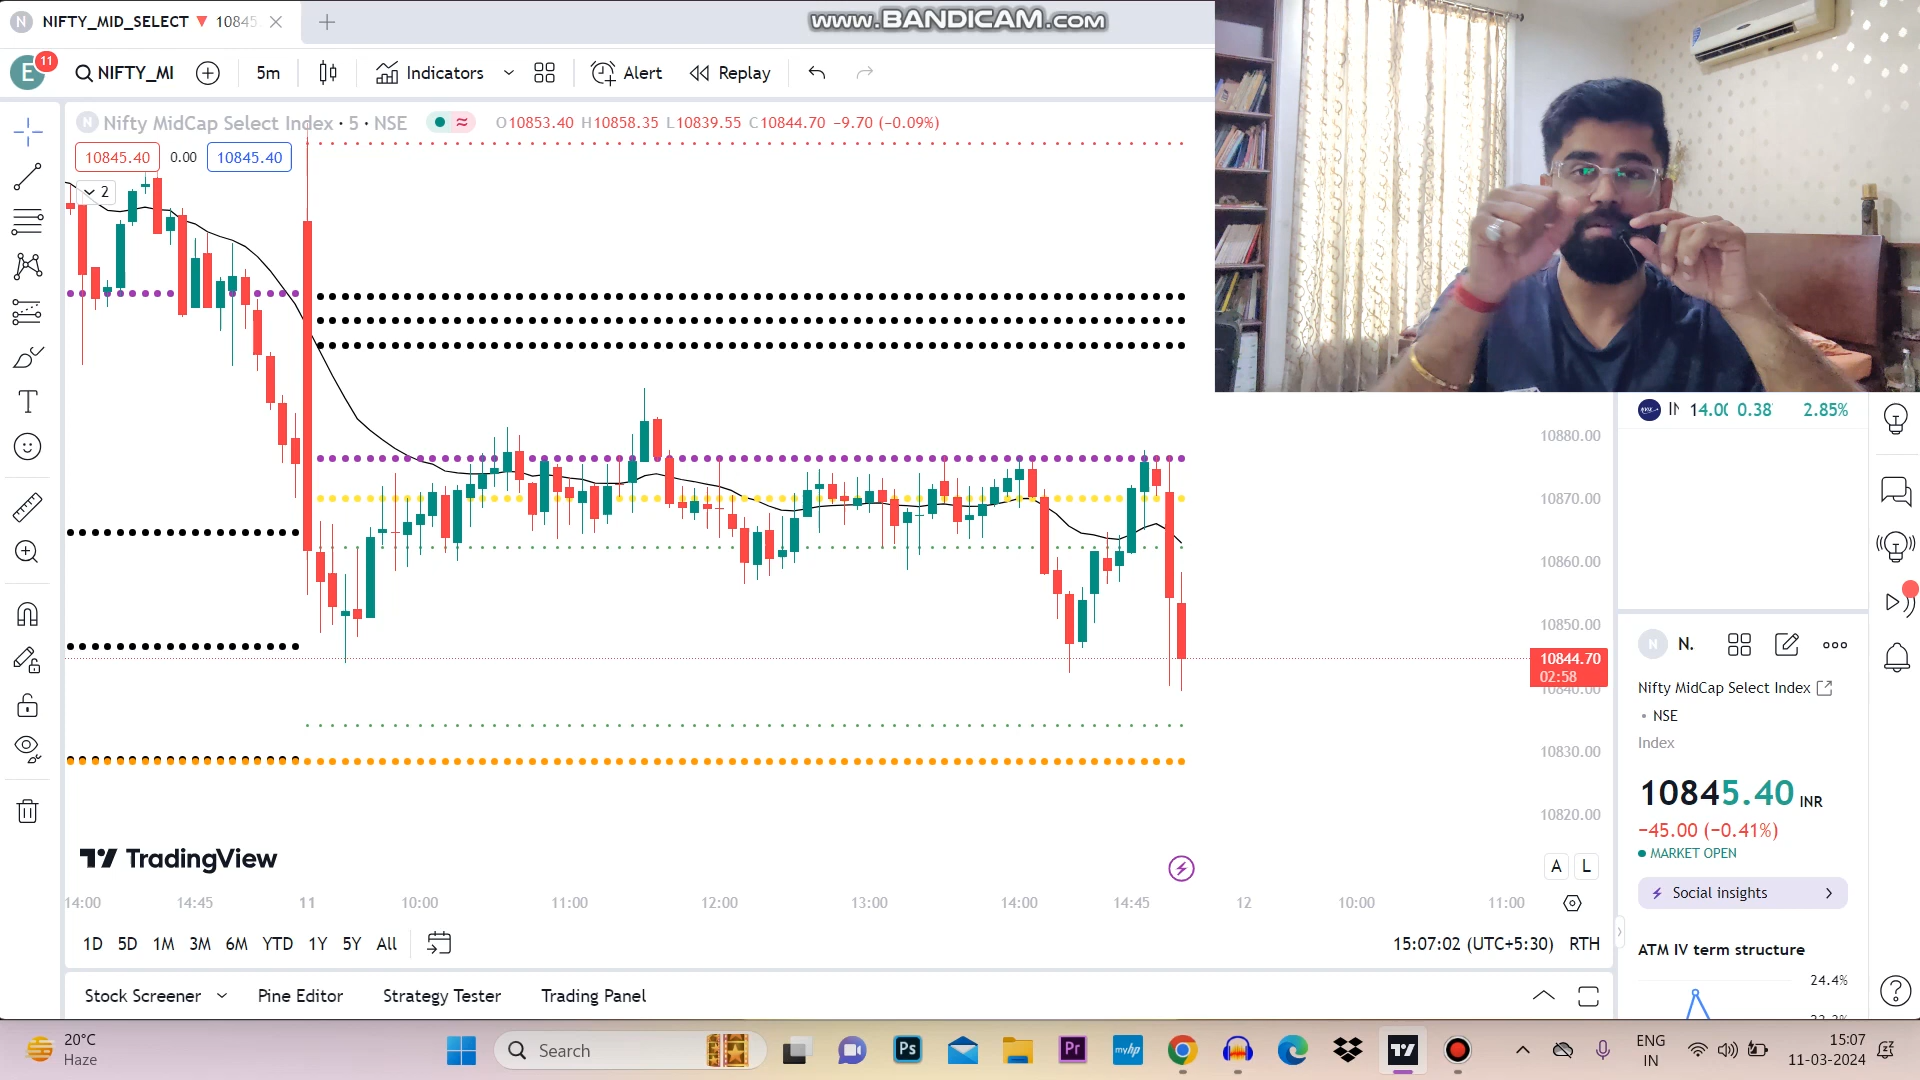 NIFTY_MID_SELECT ▼ 10845
www.BANDICAM.com
E 11 NIFTY_MI 5m Indicators Alert Replay
Nifty MidCap Select Index · 5 · NSE O10853.40 H10858.35 L10839.55 C10844.70 −9.70 (−0.09%)
10845.40 0.00 10845.40
2
14.00 0.38 2.85%
10880.00
10870.00
10860.00
10850.00
10844.70
02:58
10840.00
10830.00
10820.00
N N.
Nifty MidCap Select Index
• NSE
Index
10845.40 INR
−45.00 (−0.41%)
MARKET OPEN
Social insights
ATM IV term structure
24.4%
TradingView
A L
14:00 14:45 11 10:00 11:00 12:00 13:00 14:00 14:45 12 10:00 11:00
1D 5D 1M 3M 6M YTD 1Y 5Y All 15:07:02 (UTC+5:30) RTH
Stock Screener Pine Editor Strategy Tester Trading Panel
20°C
Haze
Search
Ps
Pr
myhp
ENG
IN
15:07
11-03-2024